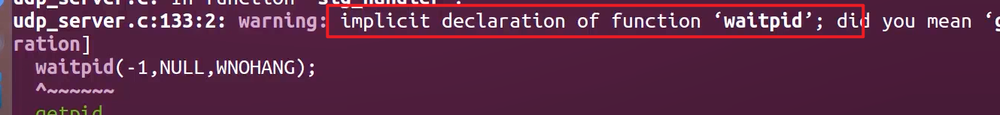 udp_server.c: In function ‘sig_handler’:
udp_server.c:133:2: warning: implicit declaration of function ‘waitpid’; did you mean ‘g
ration]
waitpid(-1,NULL,WNOHANG);
^~~~~~~
getpid